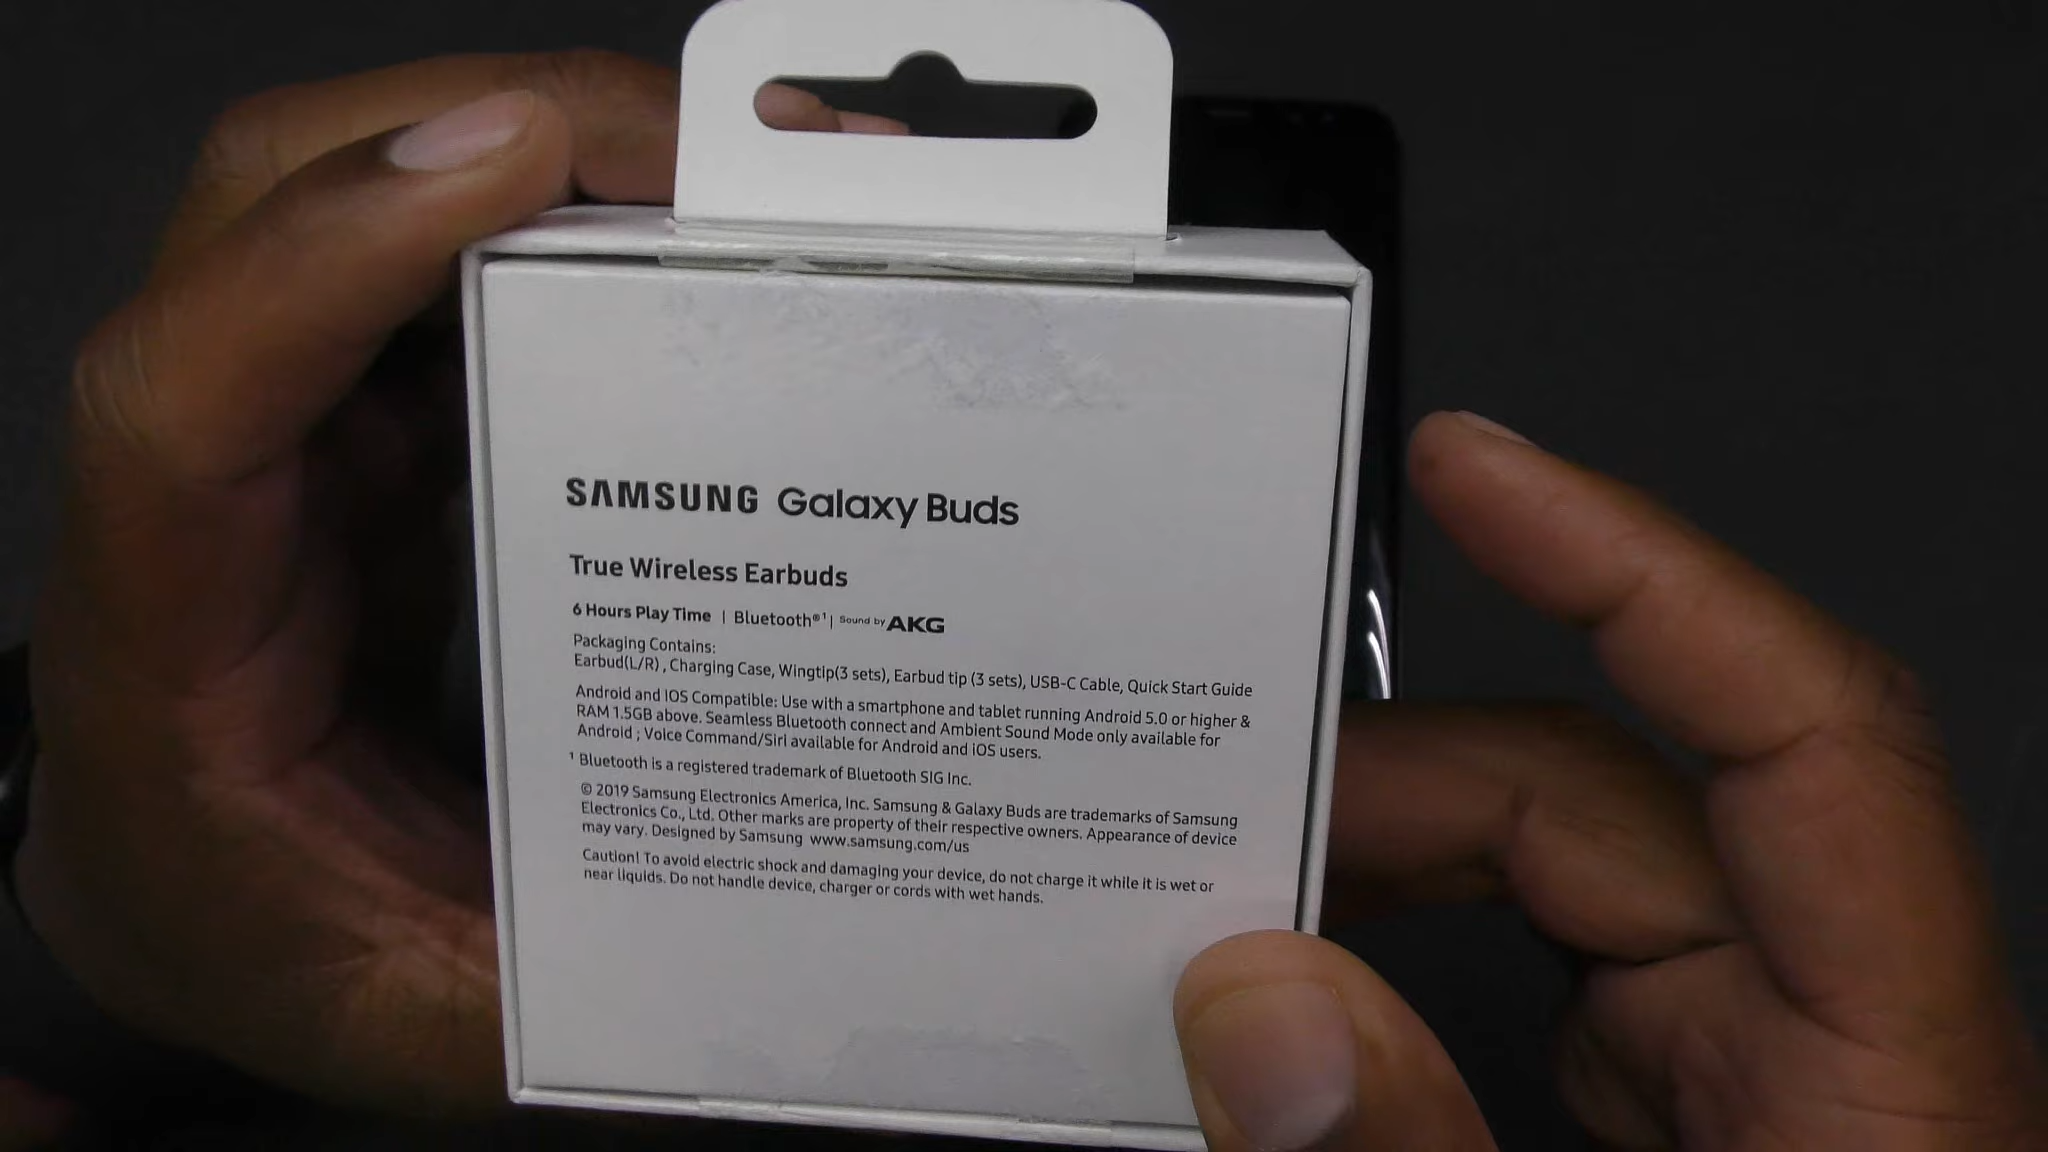 SAMSUNG Galaxy Buds
True Wireless Earbuds
6 Hours Play Time | Bluetooth®¹ | Sound by AKG
Packaging Contains:
Earbud(L/R) , Charging Case, Wingtip(3 sets), Earbud tip (3 sets), USB-C Cable, Quick Start Guide
Android and IOS Compatible: Use with a smartphone and tablet running Android 5.0 or higher &
RAM 1.5GB above. Seamless Bluetooth connect and Ambient Sound Mode only available for
Android ; Voice Command/Siri available for Android and iOS users.
¹ Bluetooth is a registered trademark of Bluetooth SIG Inc.
© 2019 Samsung Electronics America, Inc. Samsung & Galaxy Buds are trademarks of Samsung
Electronics Co., Ltd. Other marks are property of their respective owners. Appearance of device
may vary. Designed by Samsung www.samsung.com/us
Caution! To avoid electric shock and damaging your device, do not charge it while it is wet or
near liquids. Do not handle device, charger or cords with wet hands.